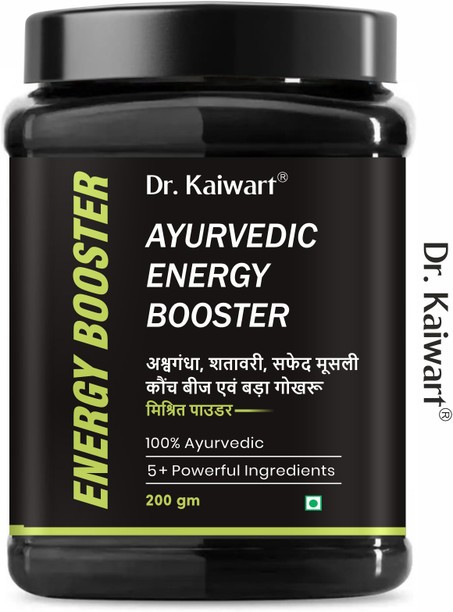 ENERGY BOOSTER
Dr. Kaiwart®
AYURVEDIC
ENERGY
BOOSTER
अश्वगंधा, शतावरी, सफेद मूसली
कौंच बीज एवं बड़ा गोखरू
मिश्रित पाउडर
100% Ayurvedic
5+ Powerful Ingredients
200 gm
Dr. Kaiwart®